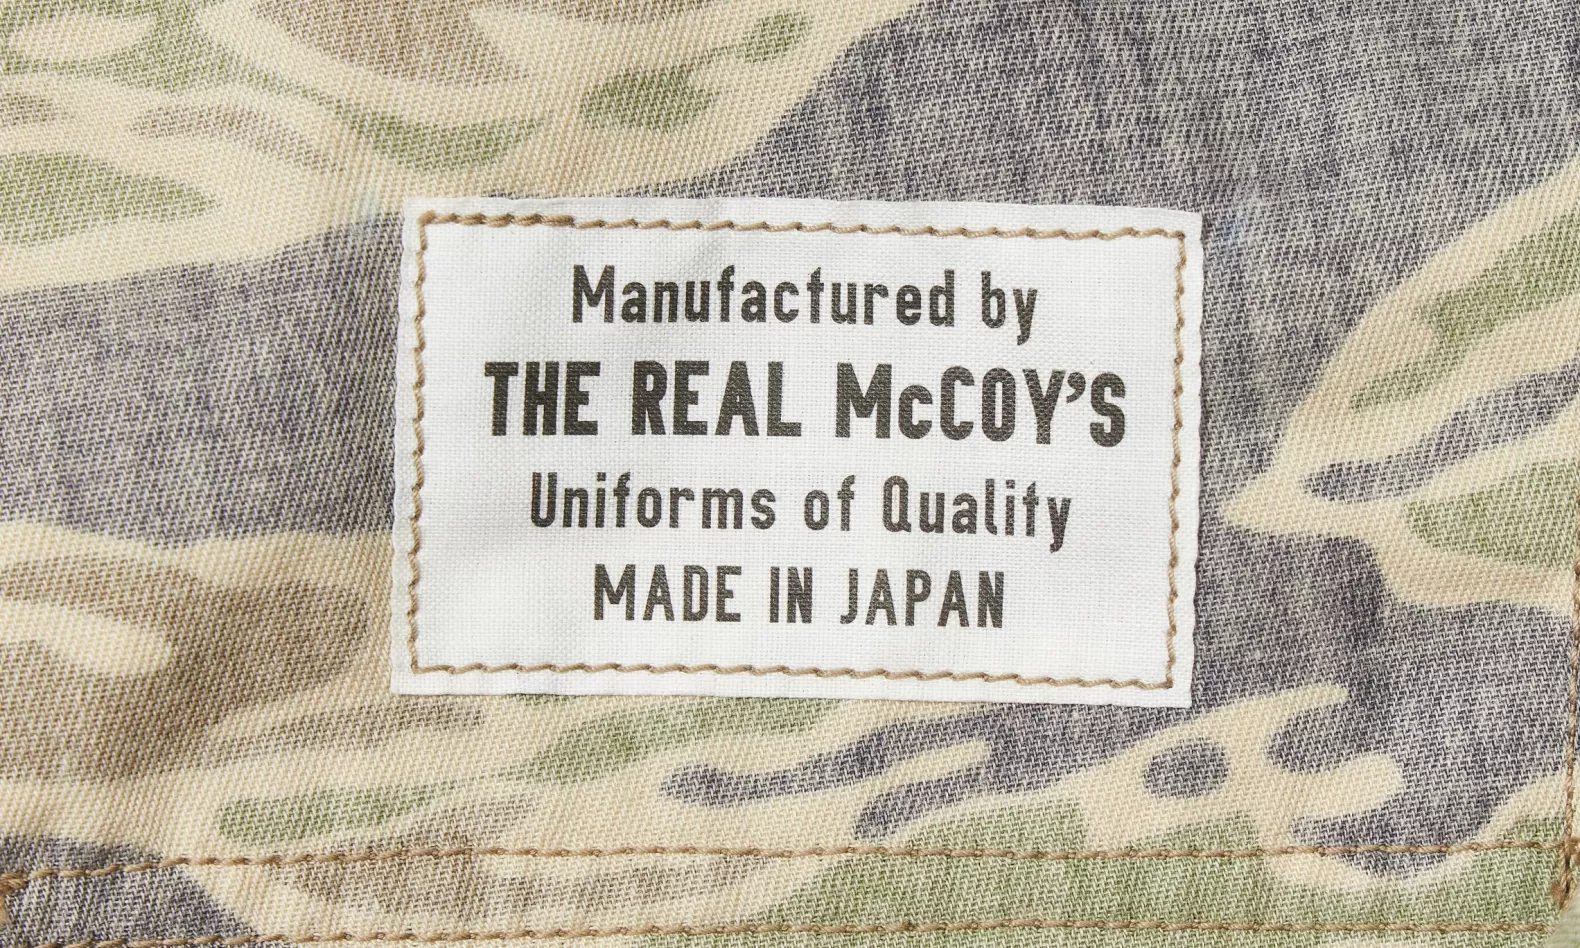 Manufactured by
THE REAL McCOY'S
Uniforms of Quality
MADE IN JAPAN